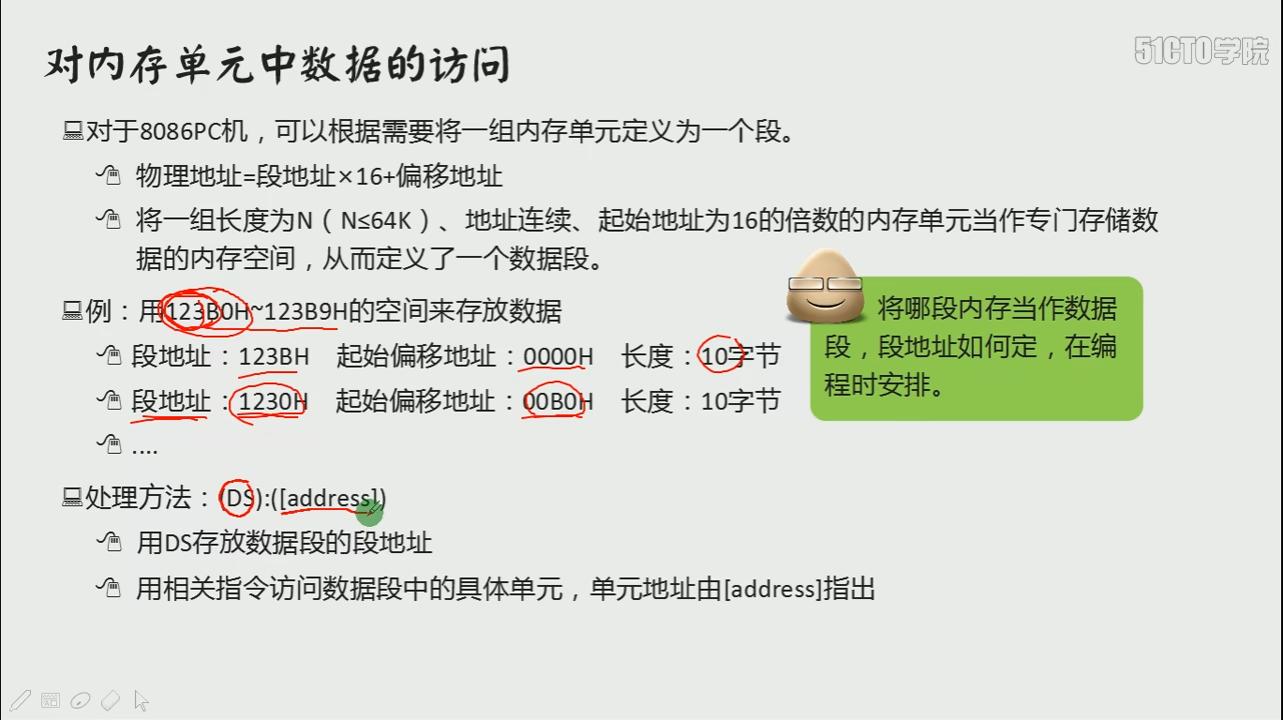 对内存单元中数据的访问
51CTO学院
对于8086PC机，可以根据需要将一组内存单元定义为一个段。
物理地址=段地址×16+偏移地址
将一组长度为N（N≤64K）、地址连续、起始地址为16的倍数的内存单元当作专门存储数
据的内存空间，从而定义了一个数据段。
例：用123B0H~123B9H的空间来存放数据
段地址：123BH 起始偏移地址：0000H 长度：10字节
段地址：1230H 起始偏移地址：00B0H 长度：10字节
....
将哪段内存当作数据
段，段地址如何定，在编
程时安排。
处理方法：(DS):([address])
用DS存放数据段的段地址
用相关指令访问数据段中的具体单元，单元地址由[address]指出